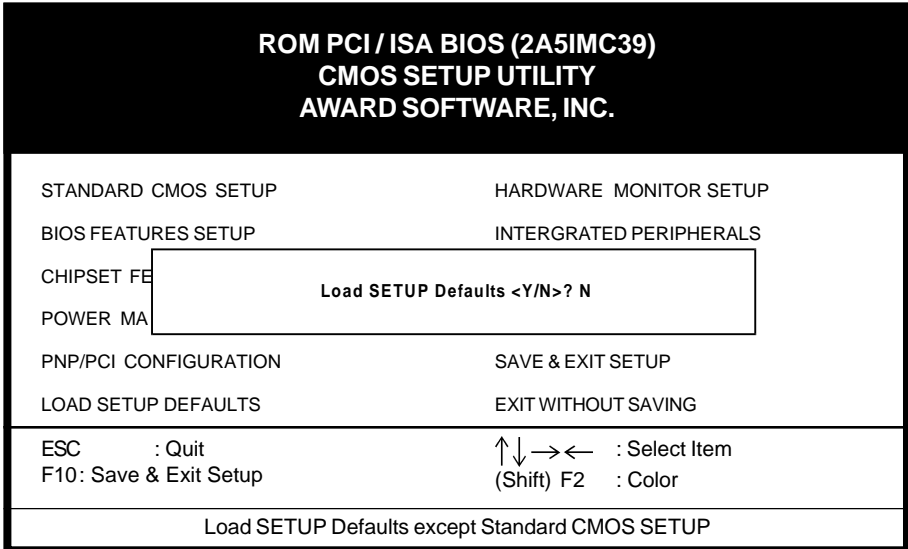 ROM PCI / ISA BIOS (2A5IMC39)
CMOS SETUP UTILITY
AWARD SOFTWARE, INC.
STANDARD CMOS SETUP
HARDWARE MONITOR SETUP
BIOS FEATURES SETUP
INTERGRATED PERIPHERALS
CHIPSET FE
Load SETUP Defaults <Y/N>? N
POWER MA
PNP/PCI CONFIGURATION
SAVE & EXIT SETUP
LOAD SETUP DEFAULTS
EXIT WITHOUT SAVING
ESC : Quit
↑↓→← : Select Item
F10: Save & Exit Setup
(Shift) F2 : Color
Load SETUP Defaults except Standard CMOS SETUP